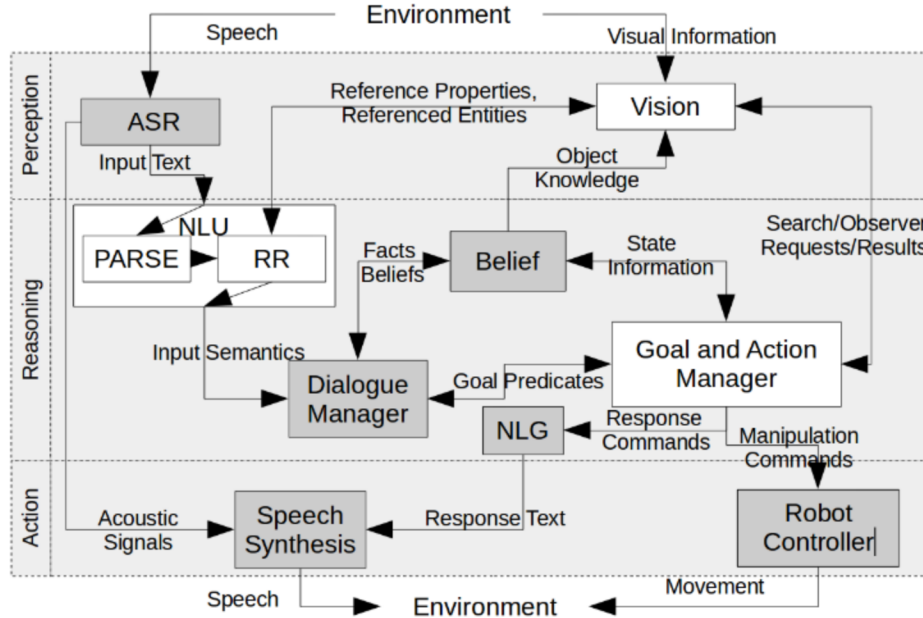 Environment
Speech
Visual Information
Perception
Reference Properties,
Referenced Entities
Vision
ASR
Input Text
Object
Knowledge
Reasoning
NLU
PARSE
RR
Facts
Beliefs
Belief
State
Information
Search/Observer
Requests/Results
Input Semantics
Dialogue
Manager
Goal Predicates
Goal and Action
Manager
NLG
Response
Commands
Manipulation
Commands
Action
Acoustic
Signals
Speech
Synthesis
Response Text
Robot
Controller
Speech
Environment
Movement